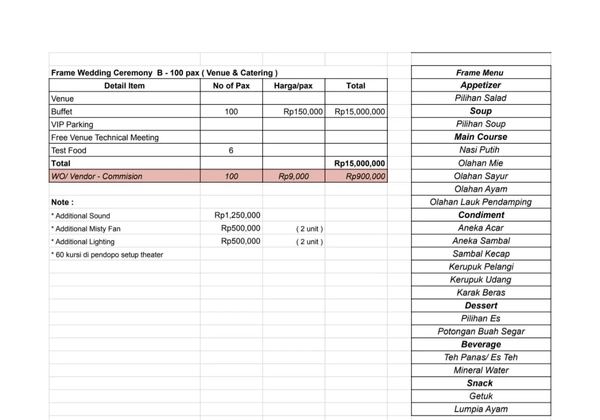 Frame Wedding Ceremony B - 100 pax ( Venue & Catering )
Detail Item No of Pax Harga/pax Total
Venue
Buffet 100 Rp150,000 Rp15,000,000
VIP Parking
Free Venue Technical Meeting
Test Food 6
Total Rp15,000,000
WO/ Vendor - Commision 100 Rp9,000 Rp900,000
Note :
* Additional Sound Rp1,250,000
* Additional Misty Fan Rp500,000 ( 2 unit )
* Additional Lighting Rp500,000 ( 2 unit )
* 60 kursi di pendopo setup theater
Frame Menu
Appetizer
Pilihan Salad
Soup
Pilihan Soup
Main Course
Nasi Putih
Olahan Mie
Olahan Sayur
Olahan Ayam
Olahan Lauk Pendamping
Condiment
Aneka Acar
Aneka Sambal
Sambal Kecap
Kerupuk Pelangi
Kerupuk Udang
Karak Beras
Dessert
Pilihan Es
Potongan Buah Segar
Beverage
Teh Panas/ Es Teh
Mineral Water
Snack
Getuk
Lumpia Ayam